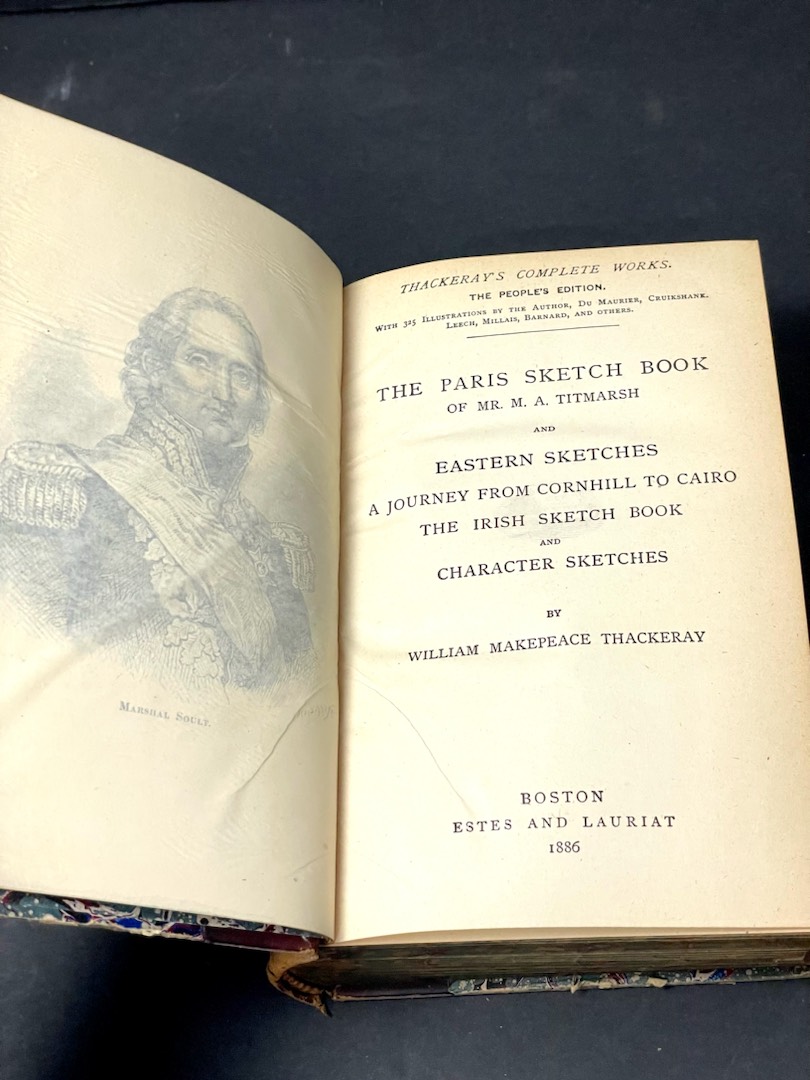 MARSHAL SOULT.
THACKERAY'S COMPLETE WORKS.
THE PEOPLE'S EDITION.
WITH 325 ILLUSTRATIONS BY THE AUTHOR, DU MAURIER, CRUIKSHANK.
LEECH, MILLAIS, BARNARD, AND OTHERS.
THE PARIS SKETCH BOOK
OF MR. M. A. TITMARSH
AND
EASTERN SKETCHES
A JOURNEY FROM CORNHILL TO CAIRO
THE IRISH SKETCH BOOK
AND
CHARACTER SKETCHES
BY
WILLIAM MAKEPEACE THACKERAY
BOSTON
ESTES AND LAURIAT
1886